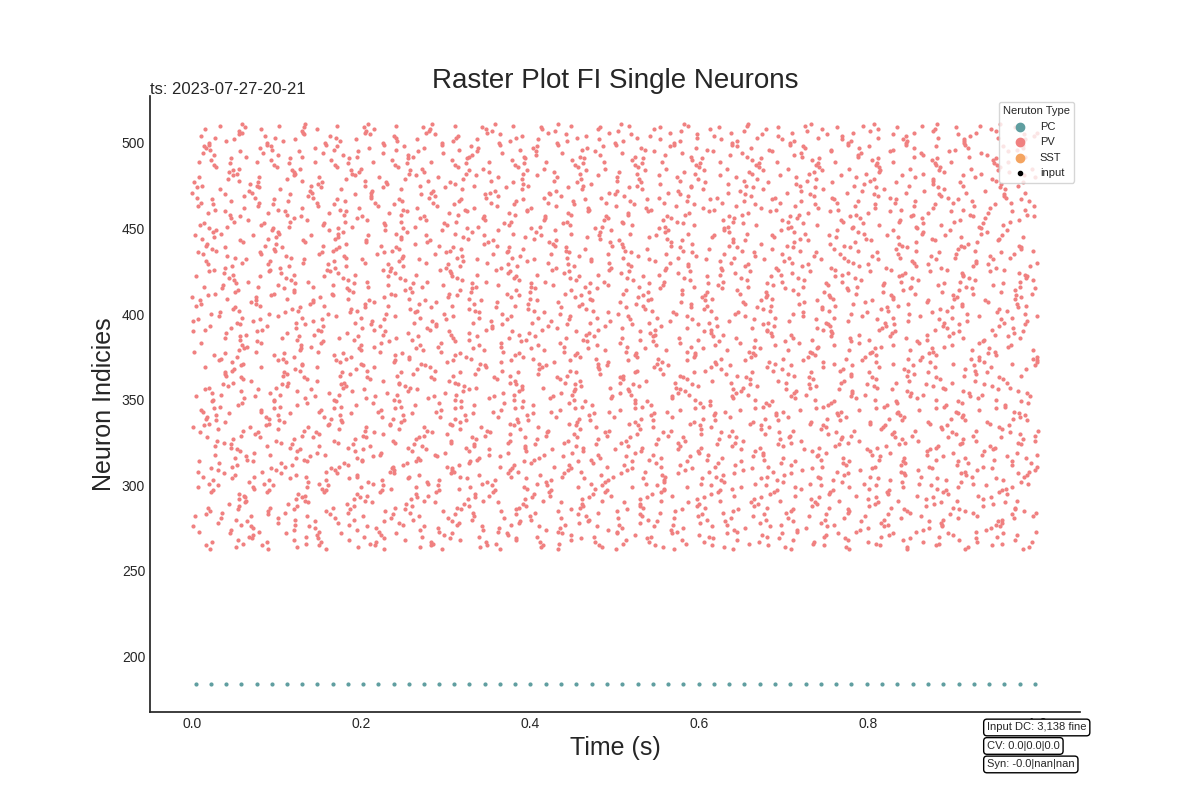 Raster Plot FI Single Neurons
ts: 2023-07-27-20-21
Neruton Type
PC
PV
SST
input
500
450
400
350
300
250
200
Neuron Indicies
0.0 0.2 0.4 0.6 0.8
Time (s)
Input DC: 3,138 fine
CV: 0.0|0.0|0.0
Syn: -0.0|nan|nan